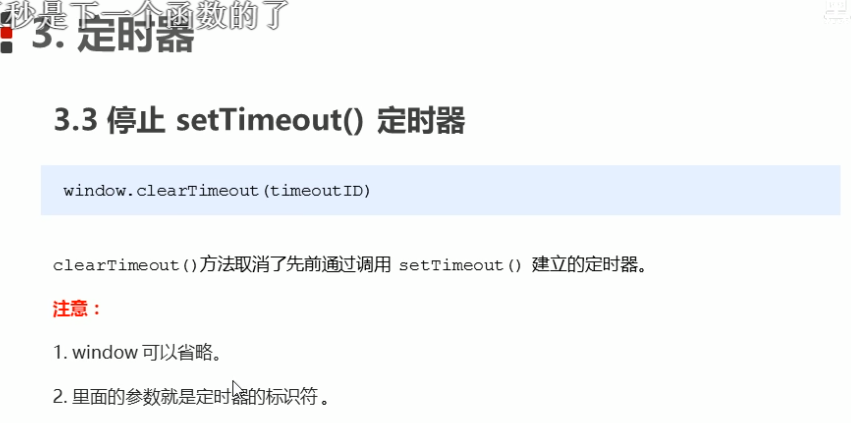 秒是下一个函数的了
3. 定时器
3.3 停止 setTimeout() 定时器
window.clearTimeout(timeoutID)
clearTimeout()方法取消了先前通过调用 setTimeout() 建立的定时器。
注意：
1. window 可以省略。
2. 里面的参数就是定时器的标识符 。